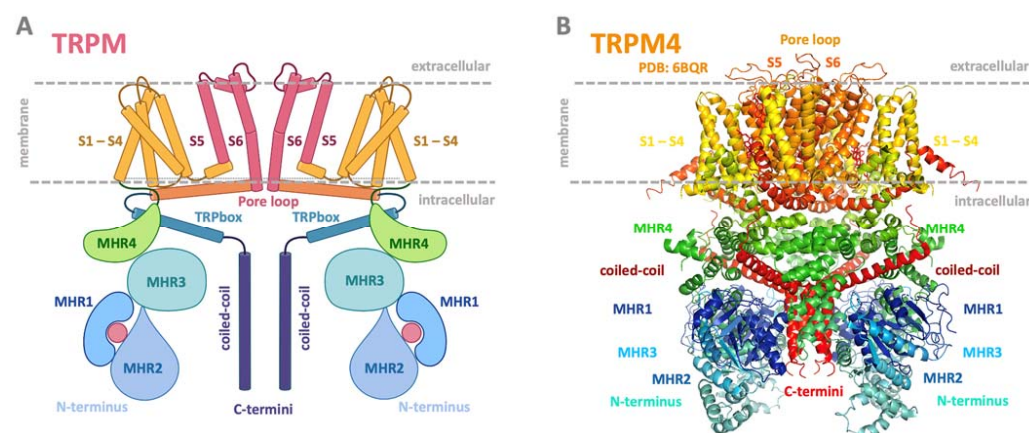 A
TRPM
extracellular
membrane
S1 – S4
S5
S6
S6
S5
S1 – S4
Pore loop
intracellular
TRPbox
TRPbox
MHR4
MHR4
MHR3
MHR3
MHR1
MHR1
MHR2
MHR2
coiled-coil
coiled-coil
N-terminus
C-termini
N-terminus
B
TRPM4
Pore loop
PDB: 6BQR
S5
S6
extracellular
membrane
S1 – S4
S1 – S4
intracellular
MHR4
MHR4
coiled-coil
coiled-coil
MHR1
MHR1
MHR3
MHR3
MHR2
MHR2
C-termini
N-terminus
N-terminus